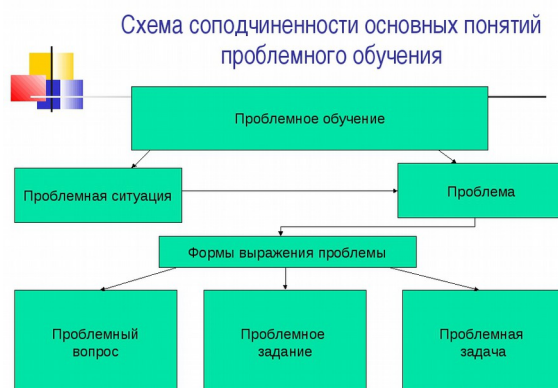 Схема соподчиненности основных понятий
проблемного обучения
Проблемное обучение
Проблемная ситуация
Проблема
Формы выражения проблемы
Проблемный
вопрос
Проблемное
задание
Проблемная
задача